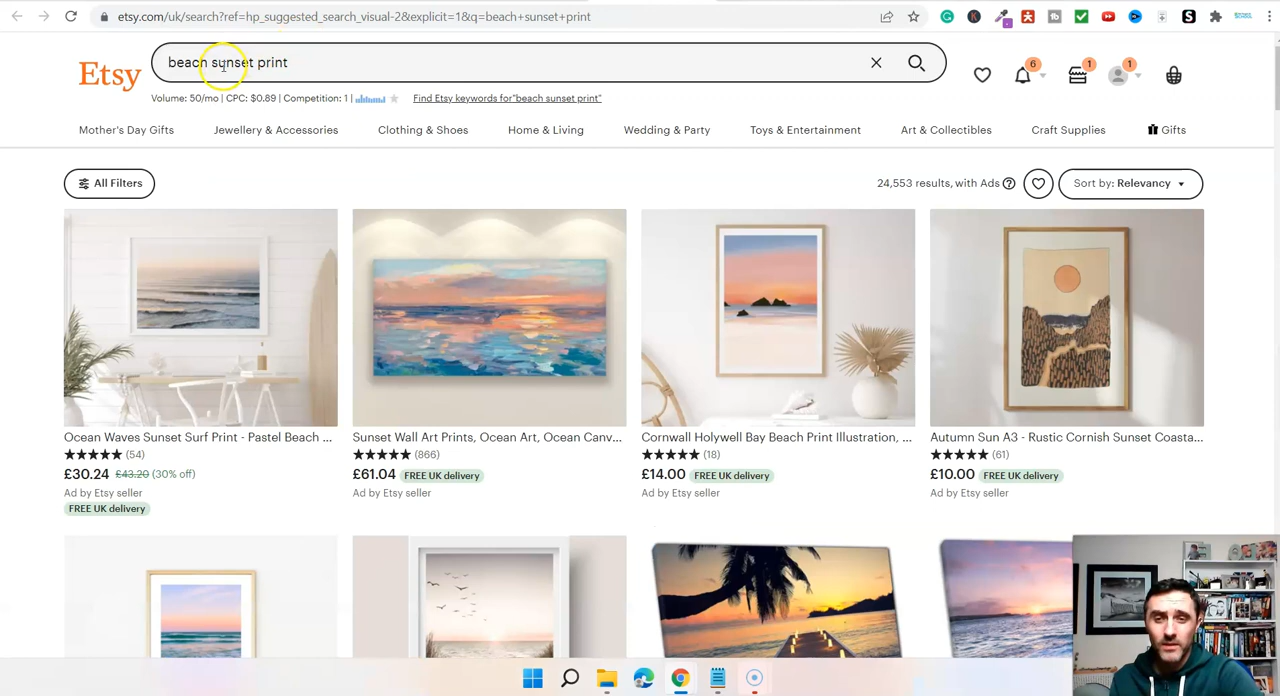 etsy.com/uk/search?ref=hp_suggested_search_visual-2&explicit=1&q=beach+sunset+print
Etsy
beach sunset print
6
1
1
Volume: 50/mo | CPC: $0.89 | Competition: 1 |
Find Etsy keywords for"beach sunset print"
Mother's Day Gifts
Jewellery & Accessories
Clothing & Shoes
Home & Living
Wedding & Party
Toys & Entertainment
Art & Collectibles
Craft Supplies
Gifts
All Filters
24,553 results, with Ads
Sort by: Relevancy
Ocean Waves Sunset Surf Print - Pastel Beach ...
(54)
£30.24 £43.20 (30% off)
Ad by Etsy seller
FREE UK delivery
Sunset Wall Art Prints, Ocean Art, Ocean Canv...
(866)
£61.04 FREE UK delivery
Ad by Etsy seller
Cornwall Holywell Bay Beach Print Illustration, ...
(18)
£14.00 FREE UK delivery
Ad by Etsy seller
Autumn Sun A3 - Rustic Cornish Sunset Coasta...
(61)
£10.00 FREE UK delivery
Ad by Etsy seller